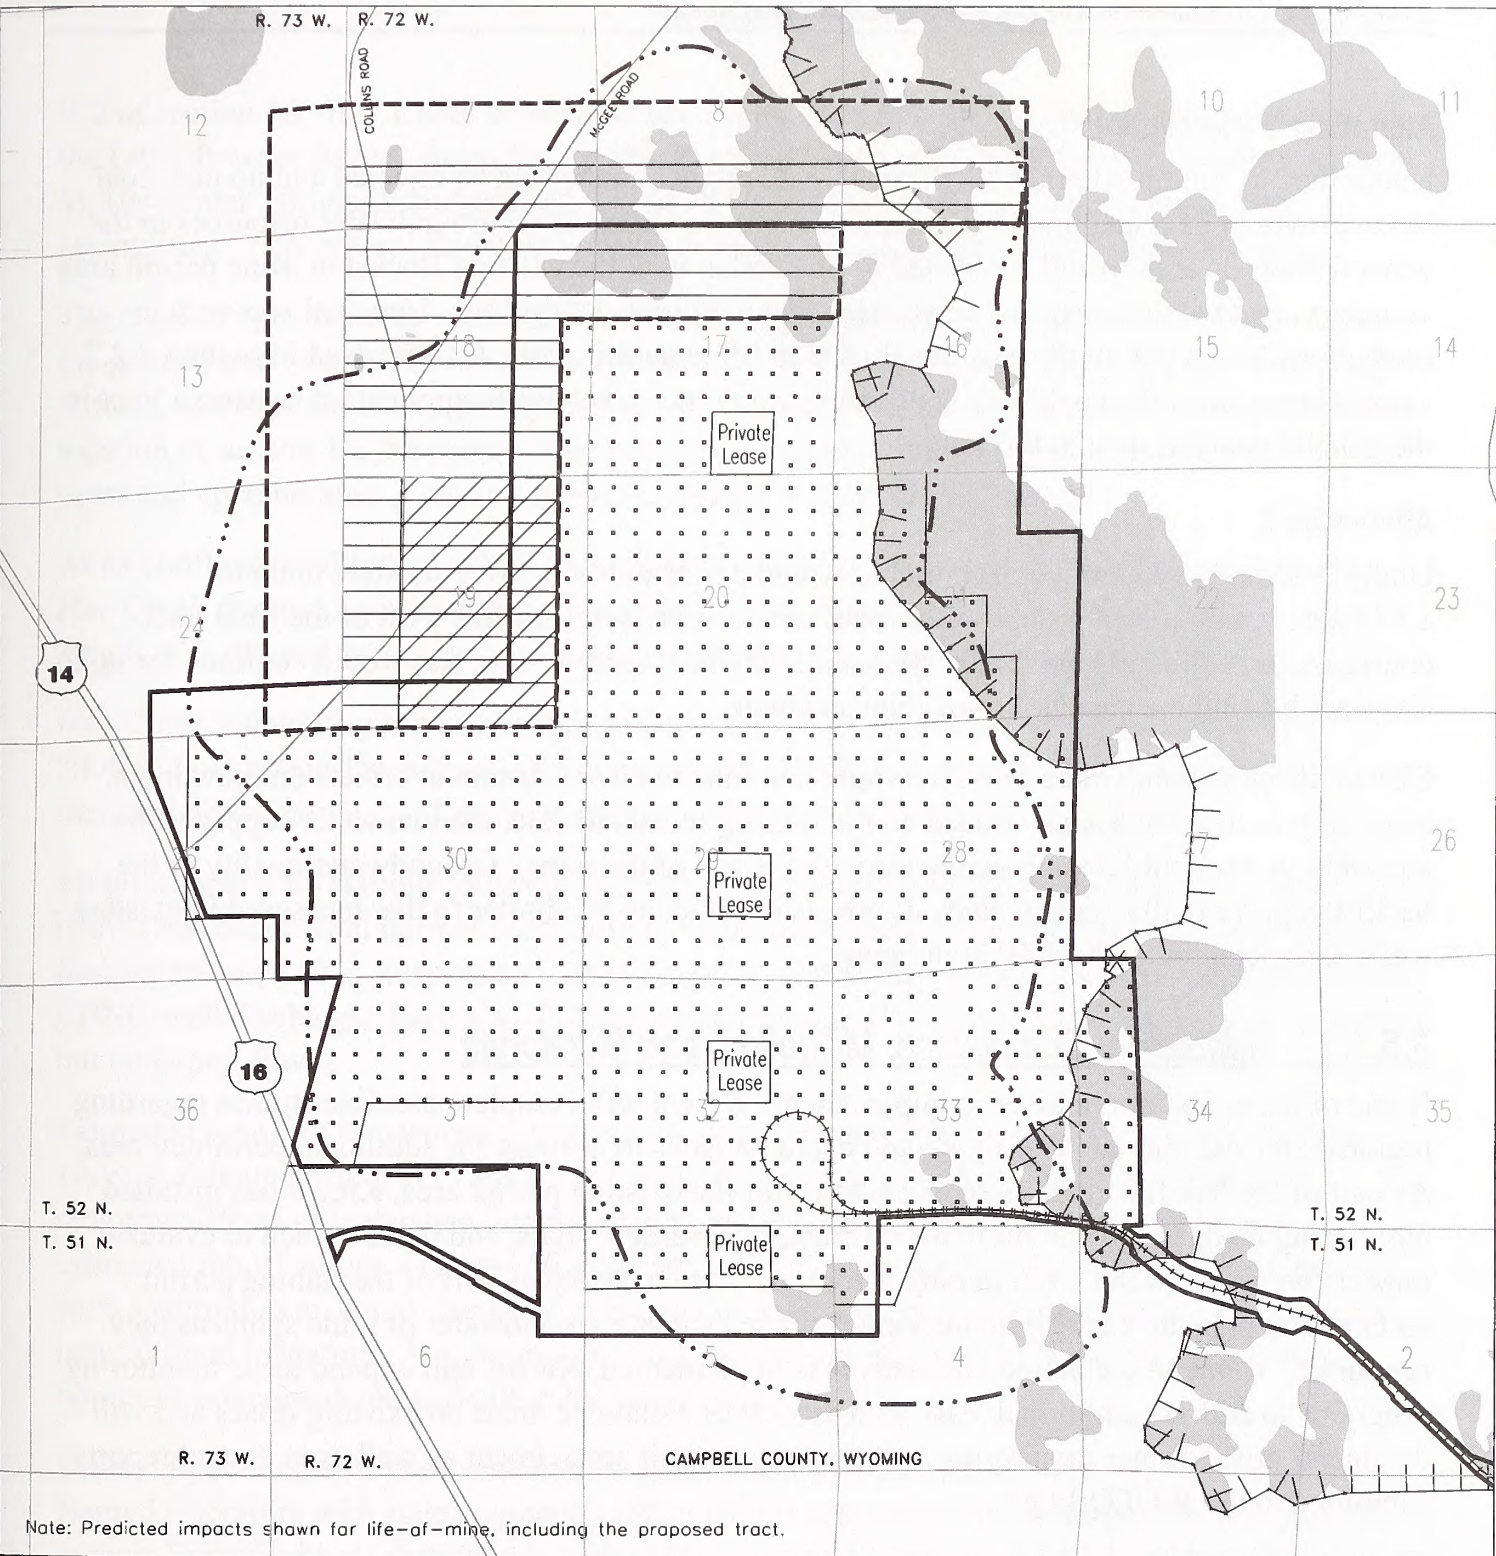 R. 73 W. R. 72 W.
COLLINS ROAD
McGEE ROAD
12 8 9 10 11
13 18 17 16 15 14
Private
Lease
24 19 20 21 22 23
14
25 30 29 28 27 26
Private
Lease
16
Private
Lease
36 31 32 33 34 35
T. 52 N. T. 52 N.
T. 51 N. T. 51 N.
Private
Lease
1 6 5 4 3 2
R. 73 W. R. 72 W. CAMPBELL COUNTY, WYOMING
Note: Predicted impacts shown for life-of-mine, including the proposed tract.